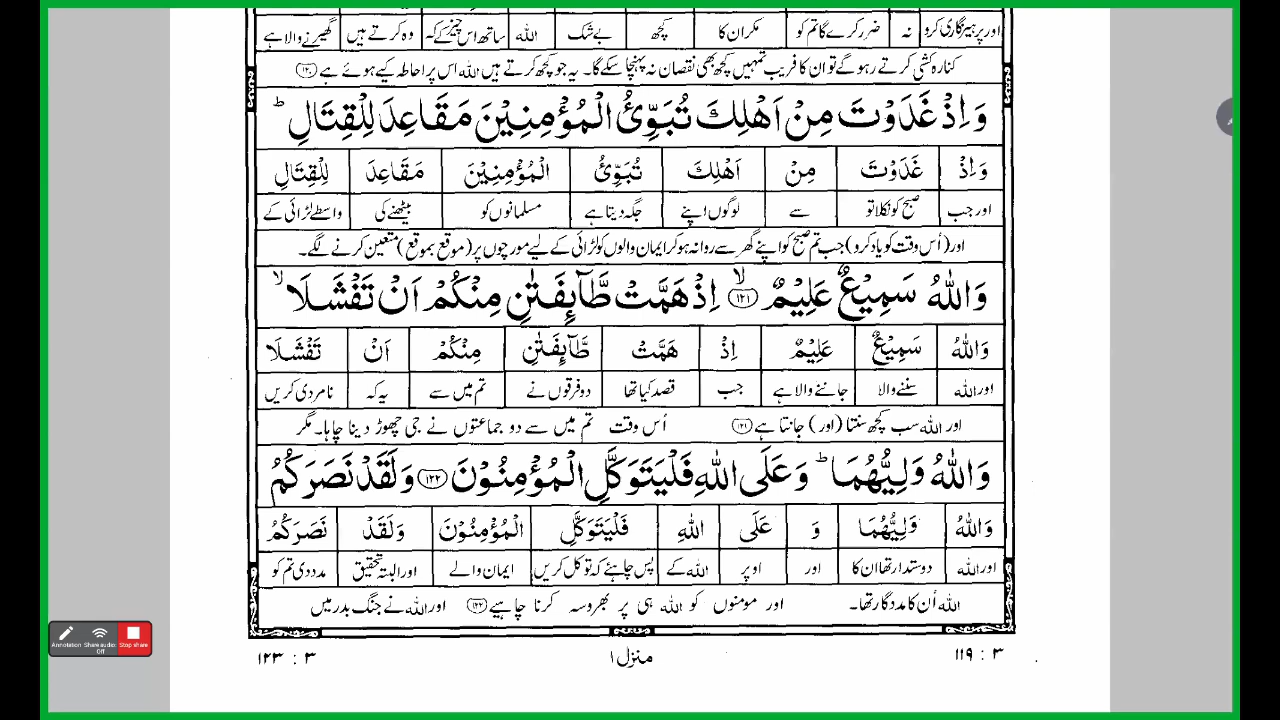 اور پرہیزگاری کرو نہ ضرر کرے گا تم کو مکر ان کا کچھ بے شک اللہ ساتھ اس چیز کے کہ وہ کرتے ہیں گھیرنے والا ہے
کنارہ کشی کرتے رہو گے تو ان کا فریب تمہیں کچھ بھی نقصان نہ پہنچا سکے گا۔ یہ جو کچھ کرتے ہیں اللہ اس پر احاطہ کیے ہوئے ہے ﴿۱۲۰﴾
وَاِذْ غَدَوْتَ مِنْ اَهْلِكَ تُبَوِّئُ الْمُؤْمِنِيْنَ مَقَاعِدَ لِلْقِتَالِ ؕ
وَاِذْ غَدَوْتَ مِنْ اَهْلِكَ تُبَوِّئُ الْمُؤْمِنِيْنَ مَقَاعِدَ لِلْقِتَالِ
اور جب صبح کو نکلا تو سے لوگوں اپنے جگہ دیتا ہے مسلمانوں کو بیٹھنے کی واسطے لڑائی کے
اور (اُس وقت کو یاد کرو) جب تم صبح کو اپنے گھر سے روانہ ہو کر ایمان والوں کو لڑائی کے لیے مورچوں پر (موقع بموقع) متعین کرنے لگے۔
وَاللّٰهُ سَمِيْعٌ عَلِيْمٌ ۙ﴿۱۲۱﴾ اِذْ هَمَّتْ طَّآئِفَتٰنِ مِنْكُمْ اَنْ تَفْشَلَا ۙ
وَاللّٰهُ سَمِيْعٌ عَلِيْمٌ اِذْ هَمَّتْ طَّآئِفَتٰنِ مِنْكُمْ اَنْ تَفْشَلَا
اور اللہ سننے والا جاننے والا ہے جب قصد کیا تھا دو فرقوں نے تم میں سے یہ کہ نامردی کریں
اور اللہ سب کچھ سنتا (اور) جانتا ہے ﴿۱۲۱﴾ اُس وقت تم میں سے دو جماعتوں نے جی چھوڑ دینا چاہا۔ مگر
وَاللّٰهُ وَلِيُّهُمَا ؕ وَعَلَى اللّٰهِ فَلْيَتَوَكَّلِ الْمُؤْمِنُوْنَ ﴿۱۲۲﴾ وَلَقَدْ نَصَرَكُمُ
وَاللّٰهُ وَلِيُّهُمَا وَ عَلَى اللّٰهِ فَلْيَتَوَكَّلِ الْمُؤْمِنُوْنَ وَلَقَدْ نَصَرَكُمُ
اور اللہ دوستدار تھا ان کا اور اوپر اللہ کے پس چاہئے کہ توکل کریں ایمان والے اور البتہ تحقیق مدد دی تم کو
اللہ اُن کا مددگار تھا۔ اور مومنوں کو اللہ ہی پر بھروسہ کرنا چاہیے ﴿۱۲۲﴾ اور اللہ نے جنگ بدر میں
۳ : ۱۱۹ منزل ۱ ۳ : ۱۲۳
Annotation Share audio: Off Stop share